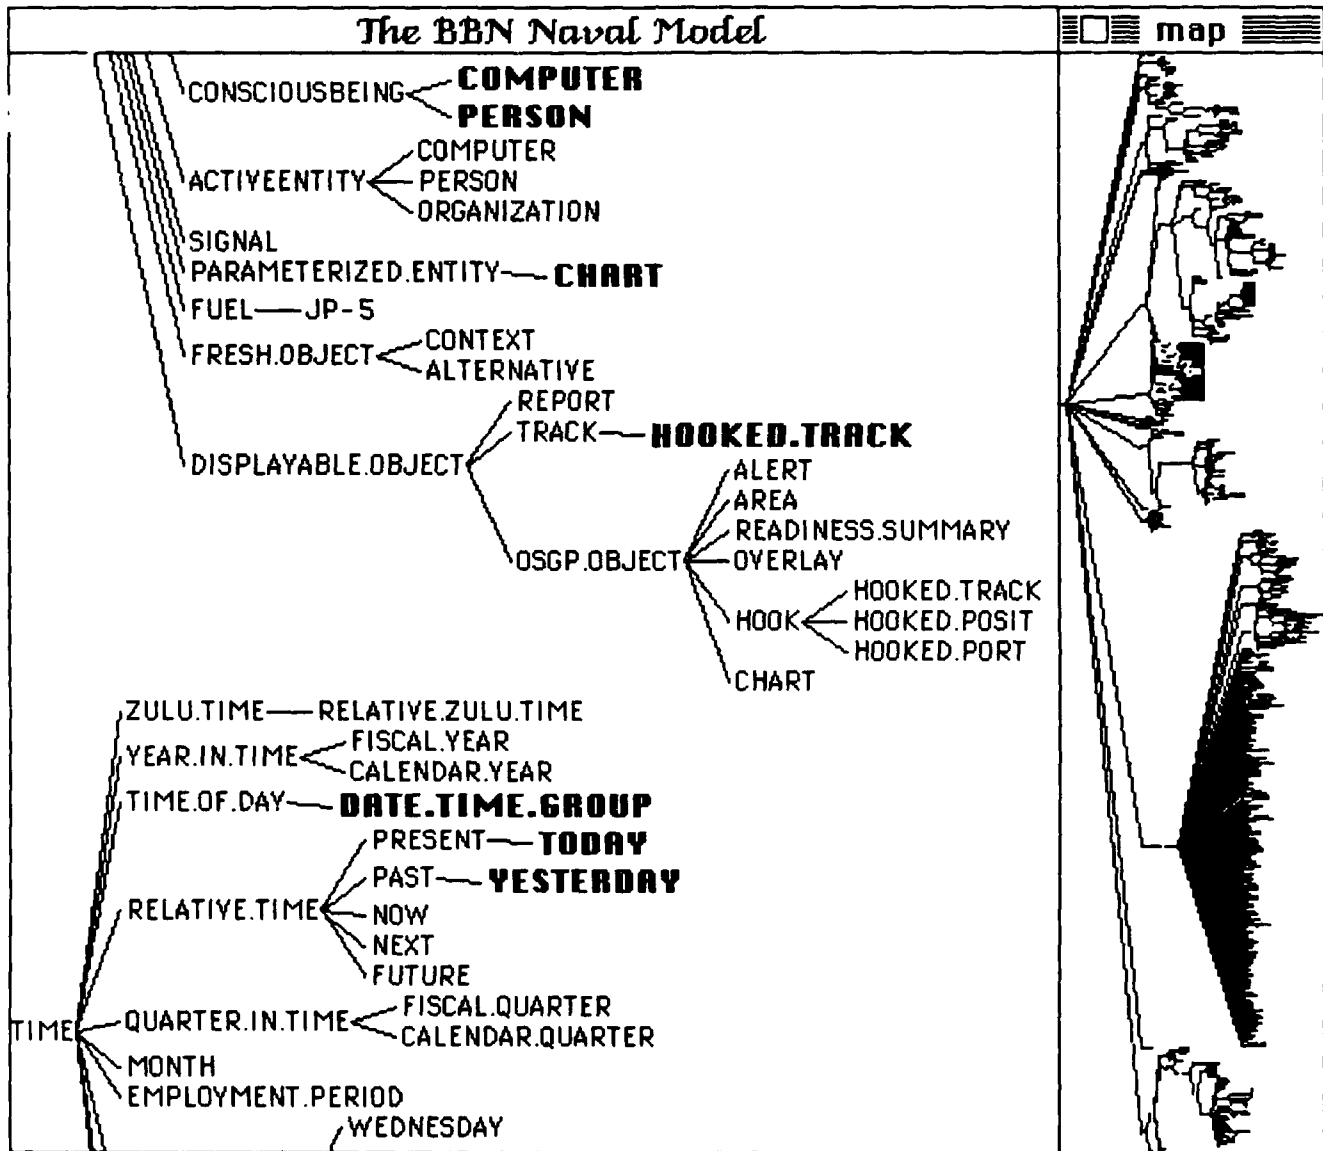 The BBN Naval Model
map
CONSCIOUSBEING
COMPUTER
PERSON
ACTIVEENTITY
COMPUTER
PERSON
ORGANIZATION
SIGNAL
PARAMETERIZED.ENTITY
CHART
FUEL
JP-5
FRESH.OBJECT
CONTEXT
ALTERNATIVE
DISPLAYABLE.OBJECT
REPORT
TRACK
HOOKED.TRACK
OSGP.OBJECT
ALERT
AREA
READINESS.SUMMARY
OVERLAY
HOOK
HOOKED.TRACK
HOOKED.POSIT
HOOKED.PORT
CHART
TIME
ZULU.TIME
RELATIVE.ZULU.TIME
YEAR.IN.TIME
FISCAL.YEAR
CALENDAR.YEAR
TIME.OF.DAY
DATE.TIME.GROUP
RELATIVE.TIME
PRESENT
TODAY
PAST
YESTERDAY
NOW
NEXT
FUTURE
QUARTER.IN.TIME
FISCAL.QUARTER
CALENDAR.QUARTER
MONTH
EMPLOYMENT.PERIOD
WEDNESDAY